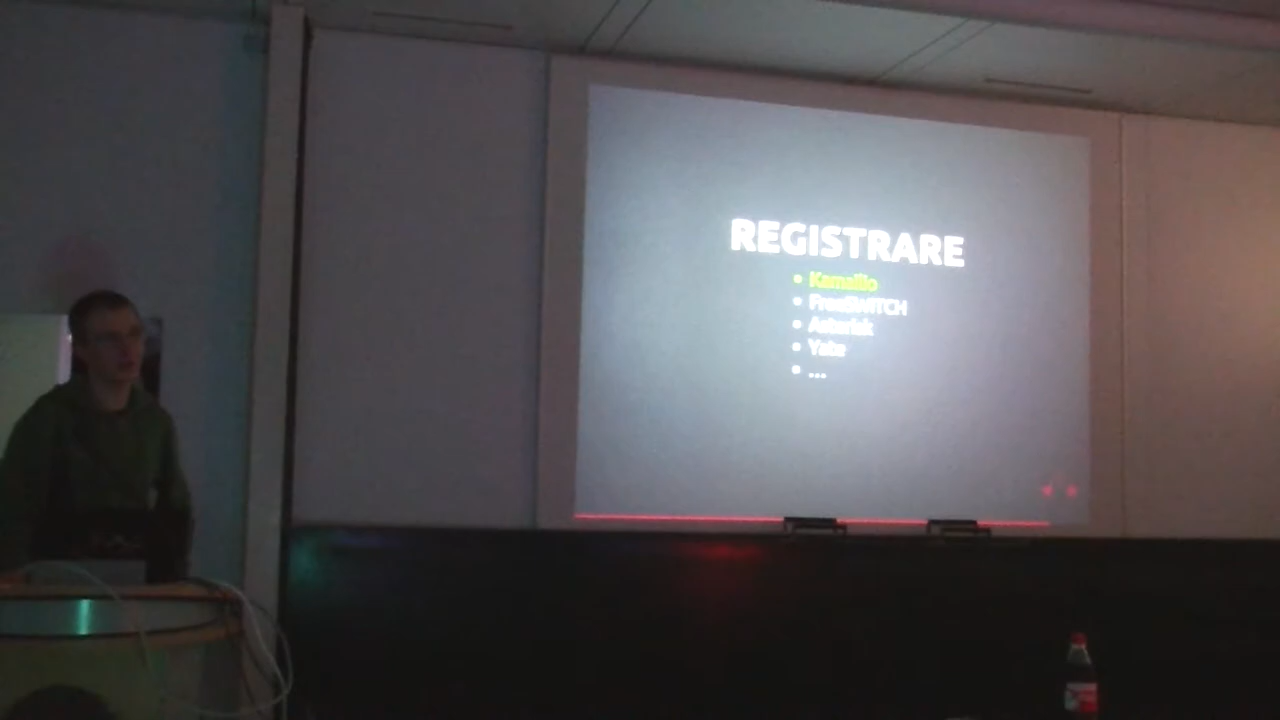 REGISTRARE
Kamailio
FreeSWITCH
Asterisk
Yate
...